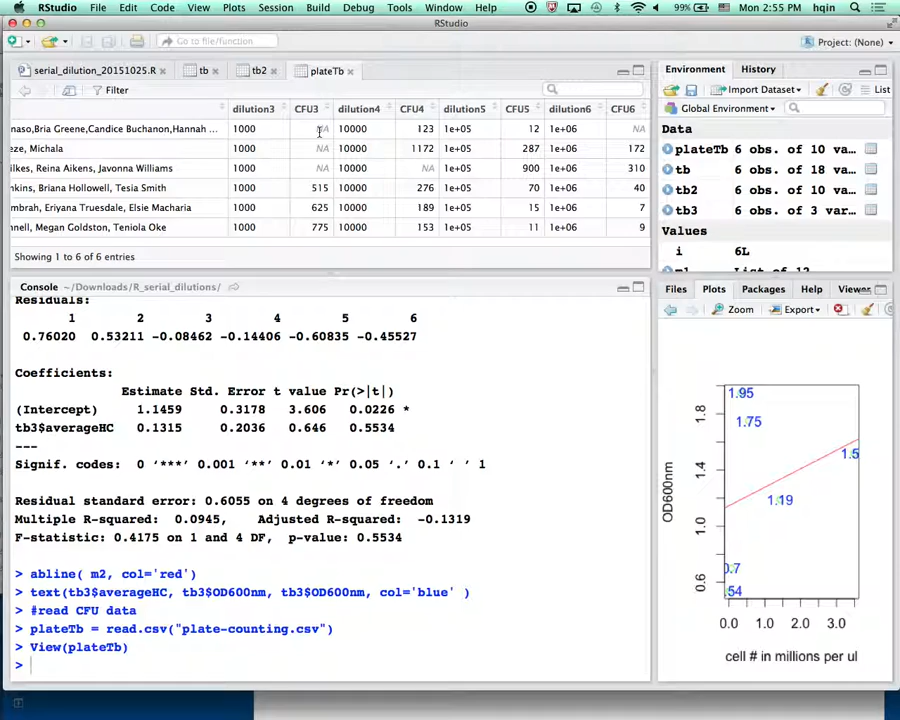 RStudio File Edit Code View Plots Session Build Debug Tools Window Help 99% Sun 2:55 PM hqin
RStudio
Go to file/function Project: (None)
serial_dilution_20151025.R tb tb2 plateTb
Filter
dilution3 CFU3 dilution4 CFU4 dilution5 CFU5 dilution6 CFU6
naso,Bria Greene,Candice Buchanon,Hannah ... 1000 NA 10000 123 1e+05 12 1e+06 NA
eze, Michala 1000 NA 10000 1172 1e+05 287 1e+06 172
ilkes, Reina Aikens, Javonna Williams 1000 NA 10000 NA 1e+05 900 1e+06 310
nkins, Briana Hollowell, Tesia Smith 1000 515 10000 276 1e+05 70 1e+06 40
mbrah, Eriyana Truesdale, Elsie Macharia 1000 625 10000 189 1e+05 15 1e+06 7
nell, Megan Goldston, Teniola Oke 1000 775 10000 153 1e+05 11 1e+06 9
Showing 1 to 6 of 6 entries
Console ~/Downloads/R_serial_dilutions/
Residuals:
1 2 3 4 5 6
0.76020 0.53211 -0.08462 -0.14406 -0.60835 -0.45527
Coefficients:
Estimate Std. Error t value Pr(>|t|)
(Intercept) 1.1459 0.3178 3.606 0.0226 *
tb3$averageHC 0.1315 0.2036 0.646 0.5534
---
Signif. codes: 0 ‘***’ 0.001 ‘**’ 0.01 ‘*’ 0.05 ‘.’ 0.1 ‘ ’ 1
Residual standard error: 0.6055 on 4 degrees of freedom
Multiple R-squared: 0.0945, Adjusted R-squared: -0.1319
F-statistic: 0.4175 on 1 and 4 DF, p-value: 0.5534
> abline( m2, col='red')
> text(tb3$averageHC, tb3$OD600nm, tb3$OD600nm, col='blue' )
> #read CFU data
> plateTb = read.csv("plate-counting.csv")
> View(plateTb)
>
Environment History
Import Dataset List
Global Environment
Data
plateTb 6 obs. of 10 va...
tb 6 obs. of 18 va...
tb2 6 obs. of 10 va...
tb3 6 obs. of 3 var...
Values
i 6L
m1 List of 12
Files Plots Packages Help Viewer
Zoom Export
OD600nm
0.6 1.0 1.4 1.8
1.95
1.75
1.5
1.19
0.7
.54
0.0 1.0 2.0 3.0
cell # in millions per ul